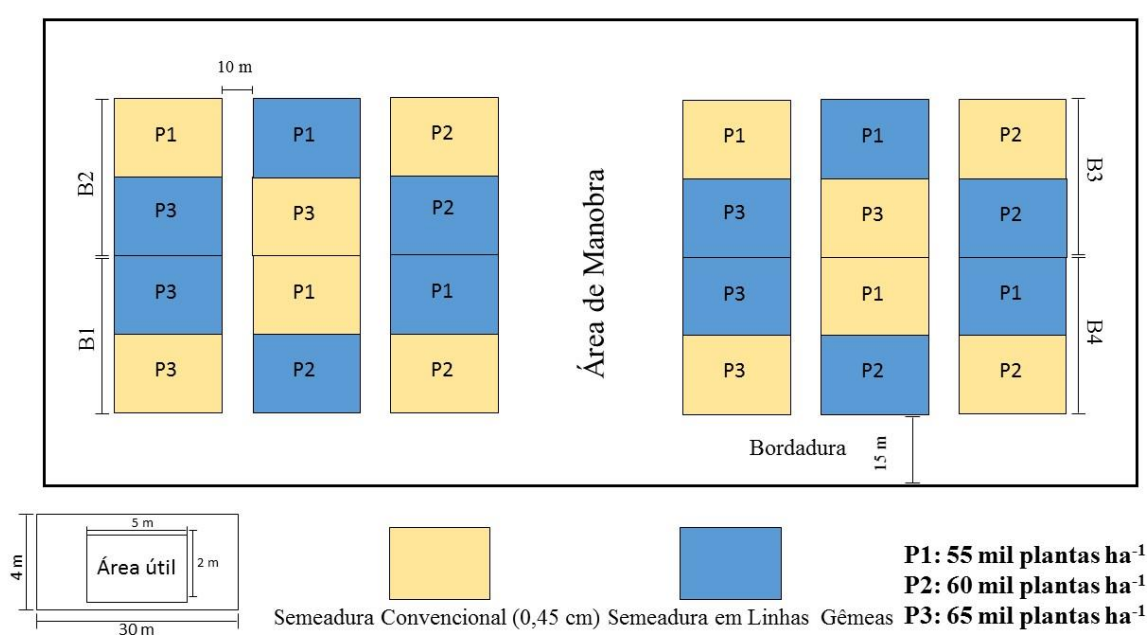 10 m
P1 P1 P2
P3 P3 P2
P3 P1 P1
P3 P2 P2
B2
B1
Área de Manobra
P1 P1 P2
P3 P3 P2
P3 P1 P1
P3 P2 P2
B3
B4
Bordadura
15 m
4 m
5 m
Área útil
2 m
30 m
Semeadura Convencional (0,45 cm)
Semeadura em Linhas Gêmeas
P1: 55 mil plantas ha⁻¹
P2: 60 mil plantas ha⁻¹
P3: 65 mil plantas ha⁻¹